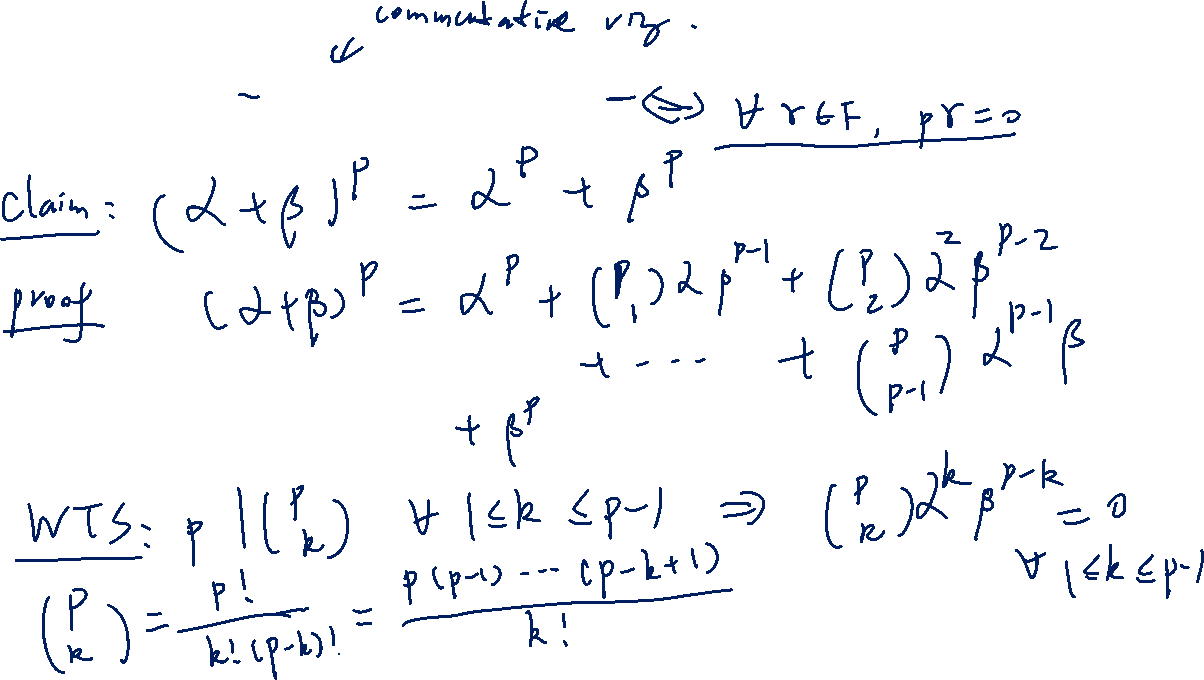 commutative ring.
⇔ ∀ r ∈ F, pr = 0
Claim: (α + β)^p = α^p + β^p
proof (α+β)^p = α^p + (p 1) α β^{p-1} + (p 2) α^2 β^{p-2}
+ ---- + (p p-1) α^{p-1} β
+ β^p
WTS: p | (p k) ∀ 1 ≤ k ≤ p-1 ⇒ (p k) α^k β^{p-k} = 0
∀ 1 ≤ k ≤ p-1
(p k) = p! / k!(p-k)! = p(p-1) --- (p-k+1) / k!